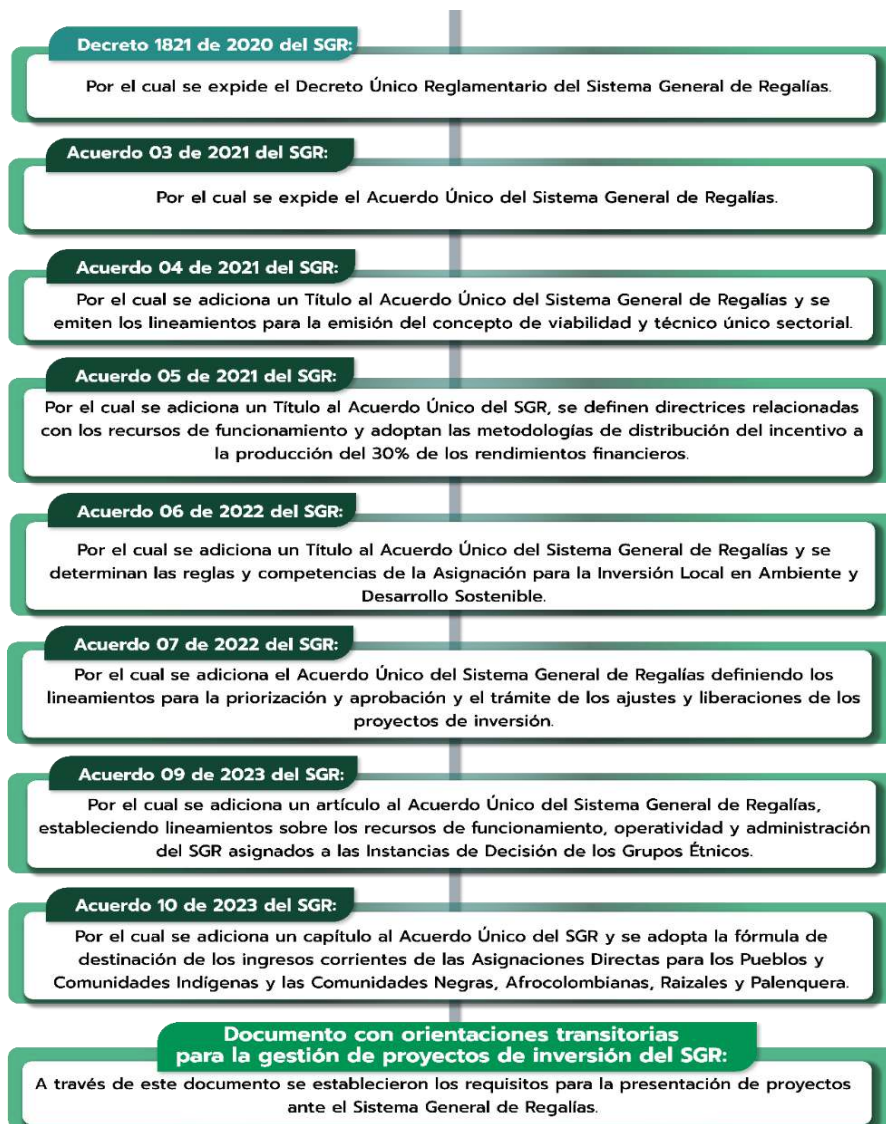 Decreto 1821 de 2020 del SGR:
Por el cual se expide el Decreto Único Reglamentario del Sistema General de Regalías.
Acuerdo 03 de 2021 del SGR:
Por el cual se expide el Acuerdo Único del Sistema General de Regalías.
Acuerdo 04 de 2021 del SGR:
Por el cual se adiciona un Título al Acuerdo Único del Sistema General de Regalías y se
emiten los lineamientos para la emisión del concepto de viabilidad y técnico único sectorial.
Acuerdo 05 de 2021 del SGR:
Por el cual se adiciona un Título al Acuerdo Único del SGR, se definen directrices relacionadas
con los recursos de funcionamiento y adoptan las metodologías de distribución del incentivo a
la producción del 30% de los rendimientos financieros.
Acuerdo 06 de 2022 del SGR:
Por el cual se adiciona un Título al Acuerdo Único del Sistema General de Regalías y se
determinan las reglas y competencias de la Asignación para la Inversión Local en Ambiente y
Desarrollo Sostenible.
Acuerdo 07 de 2022 del SGR:
Por el cual se adiciona el Acuerdo Único del Sistema General de Regalías definiendo los
lineamientos para la priorización y aprobación y el trámite de los ajustes y liberaciones de los
proyectos de inversión.
Acuerdo 09 de 2023 del SGR:
Por el cual se adiciona un artículo al Acuerdo Único del Sistema General de Regalías,
estableciendo lineamientos sobre los recursos de funcionamiento, operatividad y administración
del SGR asignados a las Instancias de Decisión de los Grupos Étnicos.
Acuerdo 10 de 2023 del SGR:
Por el cual se adiciona un capítulo al Acuerdo Único del SGR y se adopta la fórmula de
destinación de los ingresos corrientes de las Asignaciones Directas para los Pueblos y
Comunidades Indígenas y las Comunidades Negras, Afrocolombianas, Raizales y Palenquera.
Documento con orientaciones transitorias
para la gestión de proyectos de inversión del SGR:
A través de este documento se establecieron los requisitos para la presentación de proyectos
ante el Sistema General de Regalías.